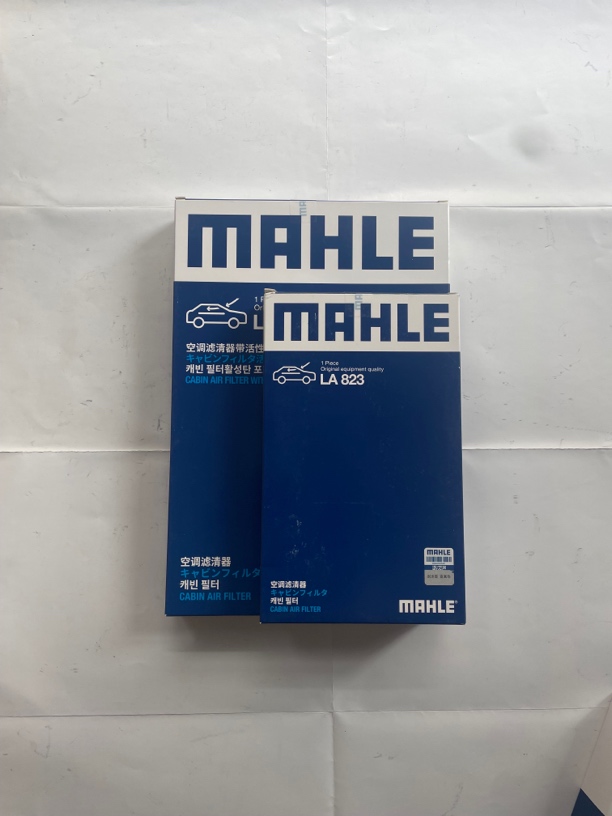 MAHLE
空调滤清器带活性
キャビンフィルタ
캐빈 필터활성탄 포
CABIN AIR FILTER WIT
空调滤清器
キャビンフィルタ
캐빈 필터
CABIN AIR FILTER
MAHLE
1 Piece
Original equipment quality
LA 823
MAHLE
空调滤清器
キャビンフィルタ
캐빈 필터
CABIN AIR FILTER
MAHLE